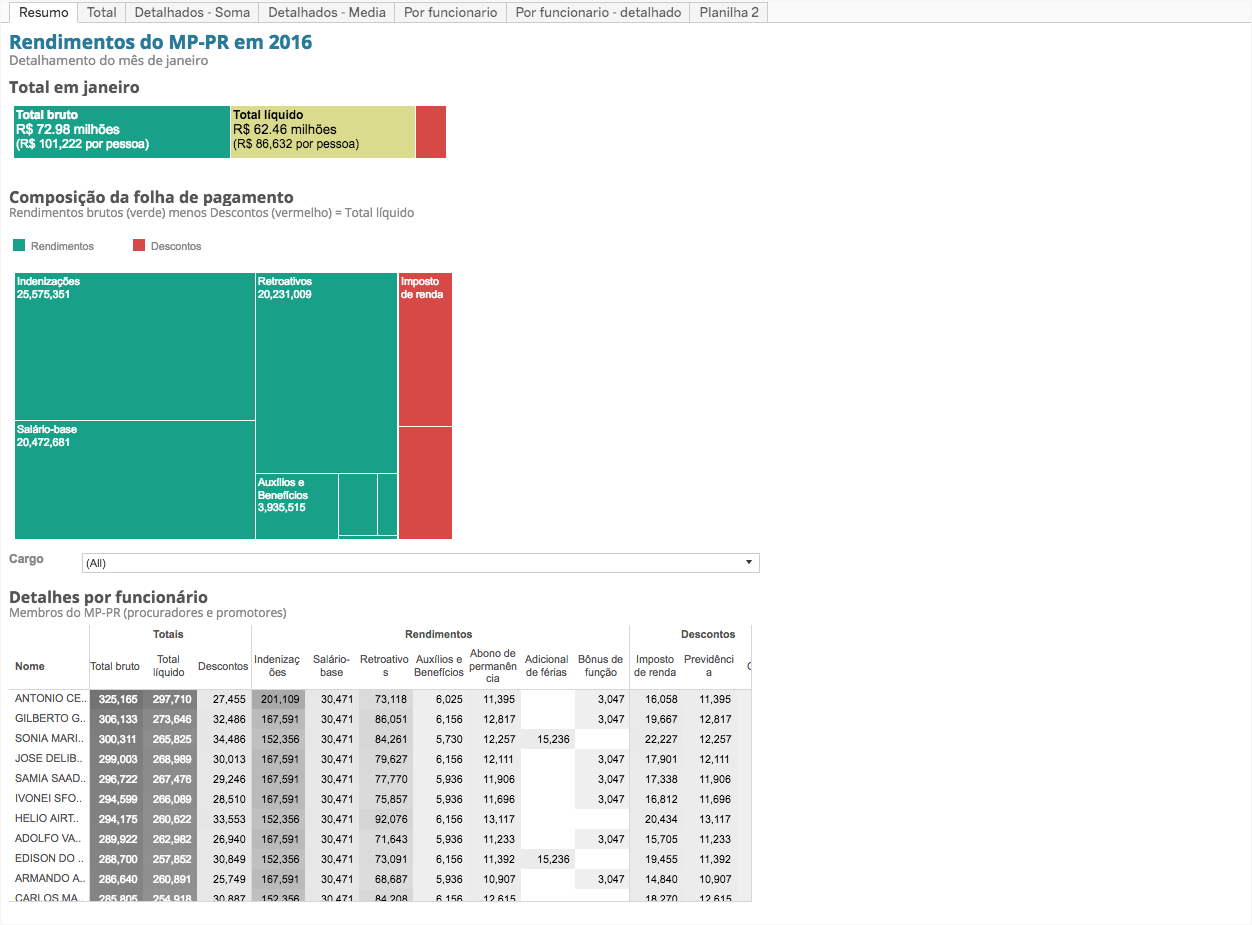 Resumo Total Detalhados - Soma Detalhados - Media Por funcionario Por funcionario - detalhado Planilha 2
Rendimentos do MP-PR em 2016
Detalhamento do mês de janeiro
Total em janeiro
Total bruto
R$ 72.98 milhões
(R$ 101,222 por pessoa)
Total líquido
R$ 62.46 milhões
(R$ 86,632 por pessoa)
Composição da folha de pagamento
Rendimentos brutos (verde) menos Descontos (vermelho) = Total líquido
Rendimentos Descontos
Indenizações
25,575,351
Retroativos
20,231,009
Imposto
de renda
Salário-base
20,472,681
Auxílios e
Benefícios
3,935,515
Cargo (All)
Detalhes por funcionário
Membros do MP-PR (procuradores e promotores)
Totais Rendimentos Descontos
Nome Total bruto Total líquido Descontos Indenizaç ões Salário- base Retroativo s Auxílios e Benefícios Abono de permanên cia Adicional de férias Bônus de função Imposto de renda Previdênci a
ANTONIO CE.. 325,165 297,710 27,455 201,109 30,471 73,118 6,025 11,395 3,047 16,058 11,395
GILBERTO G.. 306,133 273,646 32,486 167,591 30,471 86,051 6,156 12,817 3,047 19,667 12,817
SONIA MARI.. 300,311 265,825 34,486 152,356 30,471 84,261 5,730 12,257 15,236 22,227 12,257
JOSE DELIB.. 299,003 268,989 30,013 167,591 30,471 79,627 6,156 12,111 3,047 17,901 12,111
SAMIA SAAD.. 296,722 267,476 29,246 167,591 30,471 77,770 5,936 11,906 3,047 17,338 11,906
IVONEI SFO.. 294,599 266,089 28,510 167,591 30,471 75,857 5,936 11,696 3,047 16,812 11,696
HELIO AIRT.. 294,175 260,622 33,553 152,356 30,471 92,076 6,156 13,117 20,434 13,117
ADOLFO VA.. 289,922 262,982 26,940 167,591 30,471 71,643 5,936 11,233 3,047 15,705 11,233
EDISON DO .. 288,700 257,852 30,849 152,356 30,471 73,091 6,156 11,392 15,236 19,455 11,392
ARMANDO A.. 286,640 260,891 25,749 167,591 30,471 68,687 5,936 10,907 3,047 14,840 10,907
CARLOS MA.. 285,805 254,918 30,887 152,356 30,471 84,208 6,156 12,615 18,270 12,615